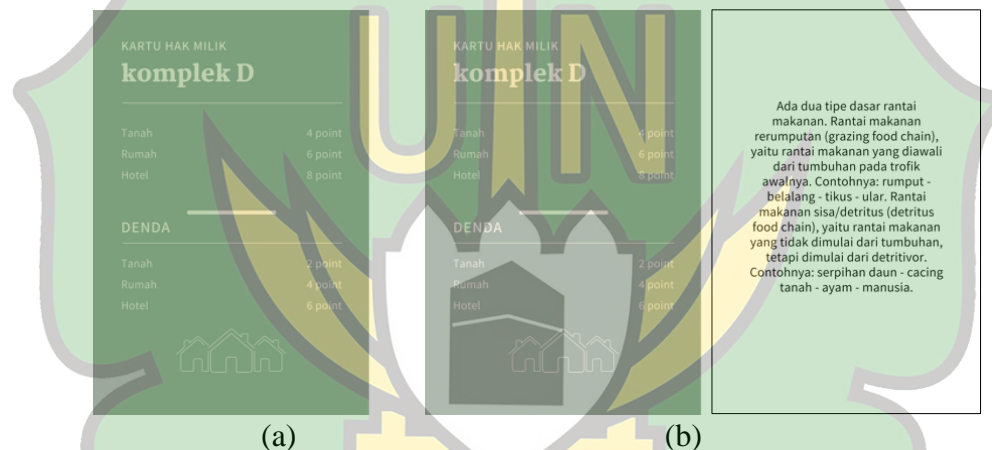 UIN
KARTU HAK MILIK
komplek D
Tanah 4 point
Rumah 6 point
Hotel 8 point
DENDA
Tanah 2 point
Rumah 4 point
Hotel 6 point
KARTU HAK MILIK
komplek D
Tanah 4 point
Rumah 6 point
Hotel 8 point
DENDA
Tanah 2 point
Rumah 4 point
Hotel 6 point
Ada dua tipe dasar rantai
makanan. Rantai makanan
rerumputan (grazing food chain),
yaitu rantai makanan yang diawali
dari tumbuhan pada trofik
awalnya. Contohnya: rumput -
belalang - tikus - ular. Rantai
makanan sisa/detritus (detritus
food chain), yaitu rantai makanan
yang tidak dimulai dari tumbuhan,
tetapi dimulai dari detritivor.
Contohnya: serpihan daun - cacing
tanah - ayam - manusia.
(a) (b)